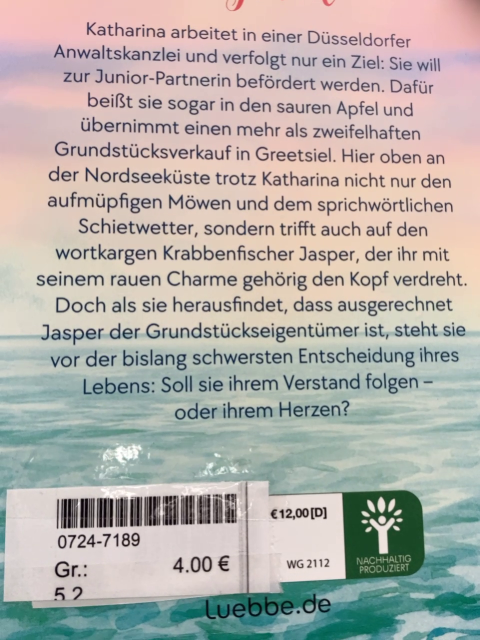 Katharina arbeitet in einer Düsseldorfer
Anwaltskanzlei und verfolgt nur ein Ziel: Sie will
zur Junior-Partnerin befördert werden. Dafür
beißt sie sogar in den sauren Apfel und
übernimmt einen mehr als zweifelhaften
Grundstücksverkauf in Greetsiel. Hier oben an
der Nordseeküste trotz Katharina nicht nur den
aufmüpfigen Möwen und dem sprichwörtlichen
Schietwetter, sondern trifft auch auf den
wortkargen Krabbenfischer Jasper, der ihr mit
seinem rauen Charme gehörig den Kopf verdreht.
Doch als sie herausfindet, dass ausgerechnet
Jasper der Grundstückseigentümer ist, steht sie
vor der bislang schwersten Entscheidung ihres
Lebens: Soll sie ihrem Verstand folgen –
oder ihrem Herzen?
0724-7189
Gr.: 4.00 €
5.2
€12,00[D]
WG 2112
NACHHALTIG
PRODUZIERT
luebbe.de